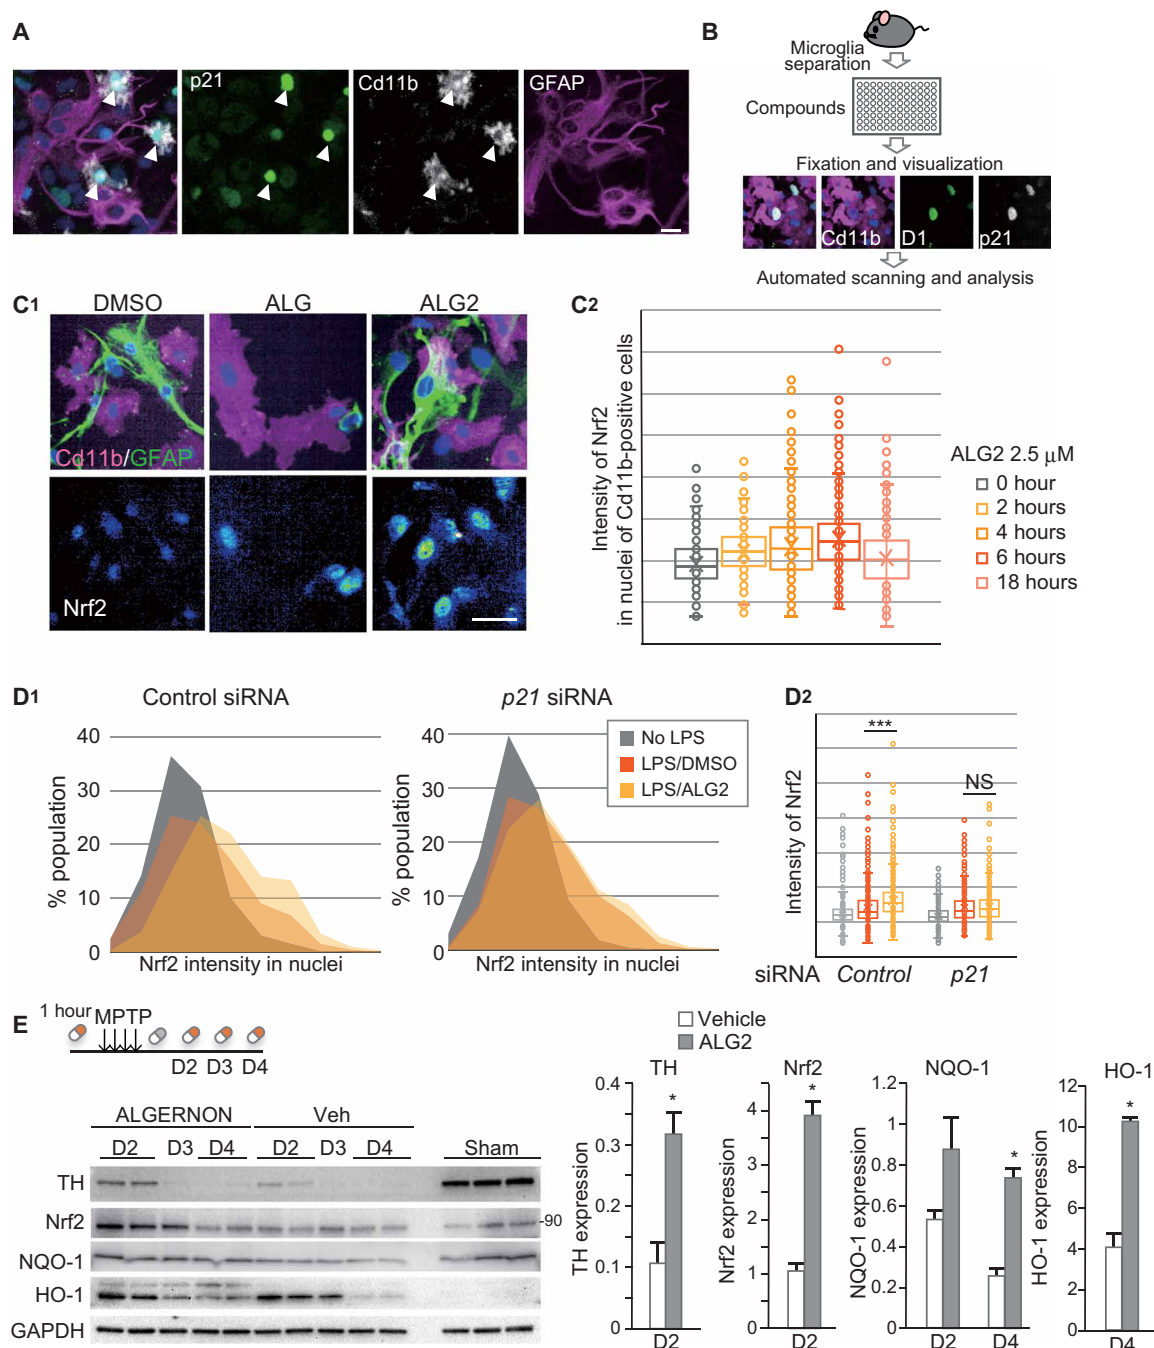 A
p21
Cd11b
GFAP
B
Microglia
separation
Compounds
Fixation and visualization
Cd11b
D1
p21
Automated scanning and analysis
C1
DMSO
ALG
ALG2
Cd11b/GFAP
Nrf2
C2
Intensity of Nrf2
in nuclei of Cd11b-positive cells
ALG2 2.5 μM
0 hour
2 hours
4 hours
6 hours
18 hours
D1
Control siRNA
% population
40
30
20
10
0
Nrf2 intensity in nuclei
p21 siRNA
% population
40
30
20
10
0
Nrf2 intensity in nuclei
No LPS
LPS/DMSO
LPS/ALG2
D2
Intensity of Nrf2
***
NS
siRNA Control p21
E
1 hour
MPTP
D2 D3 D4
ALGERNON Veh
D2 D3 D4 D2 D3 D4 Sham
TH
Nrf2
-90
NQO-1
HO-1
GAPDH
Vehicle
ALG2
TH
TH expression
0.4
0.3
0.2
0.1
0
*
D2
Nrf2
Nrf2 expression
4
3
2
1
0
*
D2
NQO-1
NQO-1 expression
1.2
1
0.8
0.6
0.4
0.2
0
*
D2 D4
HO-1
HO-1 expression
12
10
8
6
4
2
0
*
D4